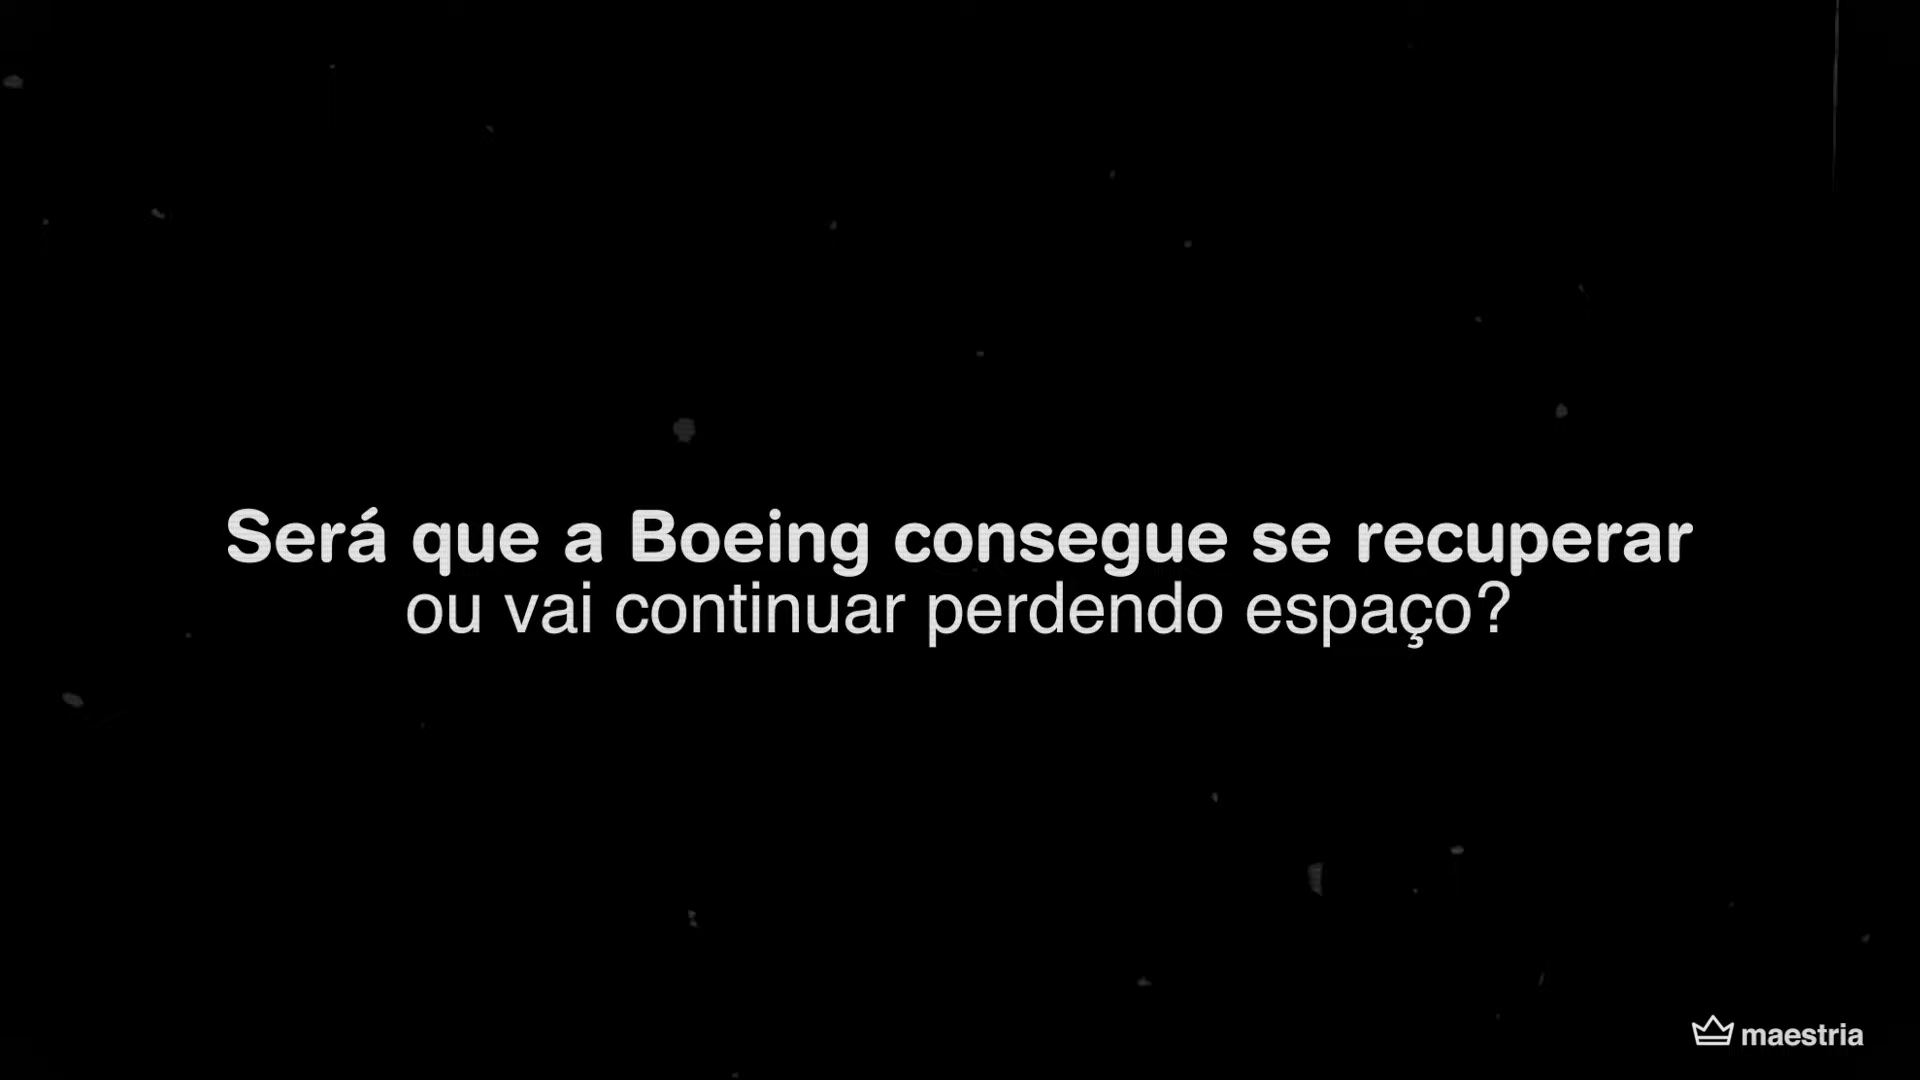 Será que a Boeing consegue se recuperar
ou vai continuar perdendo espaço?
maestria